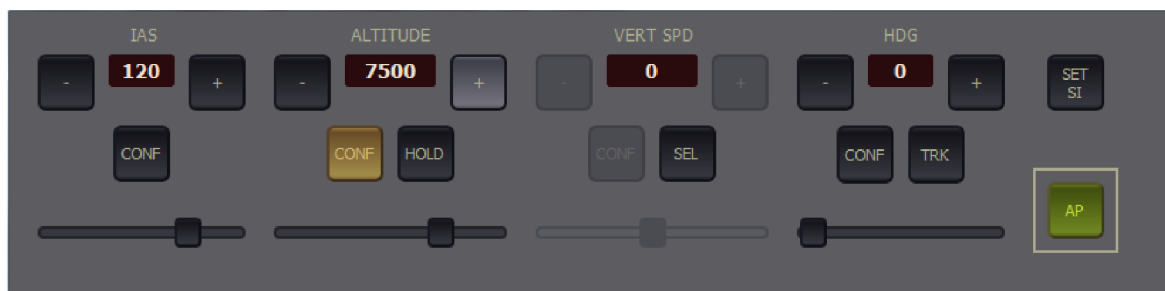 IAS ALTITUDE VERT SPD HDG
- 120 + - 7500 + - 0 + - 0 + SET
SI
CONF CONF HOLD CONF SEL CONF TRK
AP